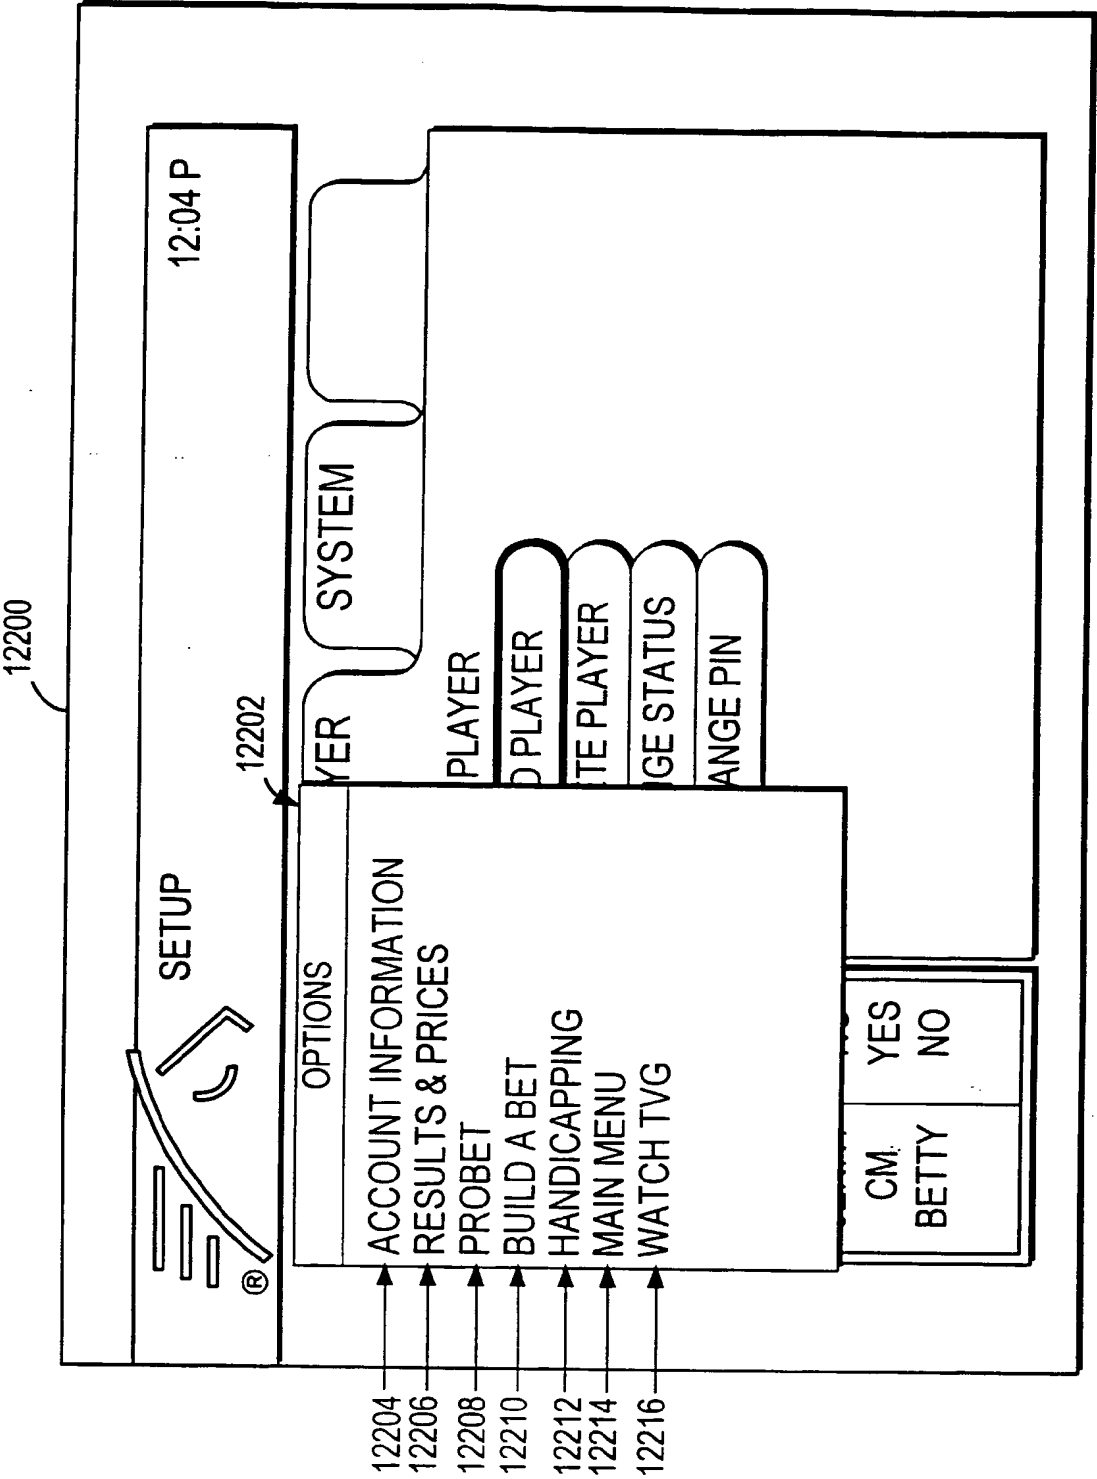 12200
SETUP
12:04 P
12202
YER
SYSTEM
OPTIONS
12204 ACCOUNT INFORMATION
12206 RESULTS & PRICES
12208 PROBET
12210 BUILD A BET
12212 HANDICAPPING
12214 MAIN MENU
12216 WATCH TVG
PLAYER
D PLAYER
TE PLAYER
GE STATUS
ANGE PIN
CM. YES
BETTY NO
®